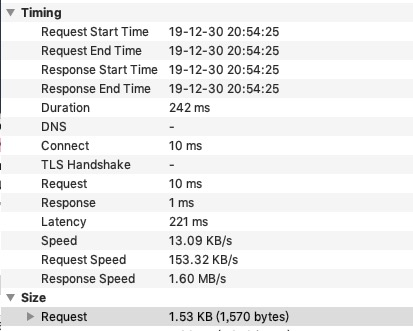 Timing
Request Start Time 19-12-30 20:54:25
Request End Time 19-12-30 20:54:25
Response Start Time 19-12-30 20:54:25
Response End Time 19-12-30 20:54:25
Duration 242 ms
DNS -
Connect 10 ms
TLS Handshake -
Request 10 ms
Response 1 ms
Latency 221 ms
Speed 13.09 KB/s
Request Speed 153.32 KB/s
Response Speed 1.60 MB/s
Size
Request 1.53 KB (1,570 bytes)